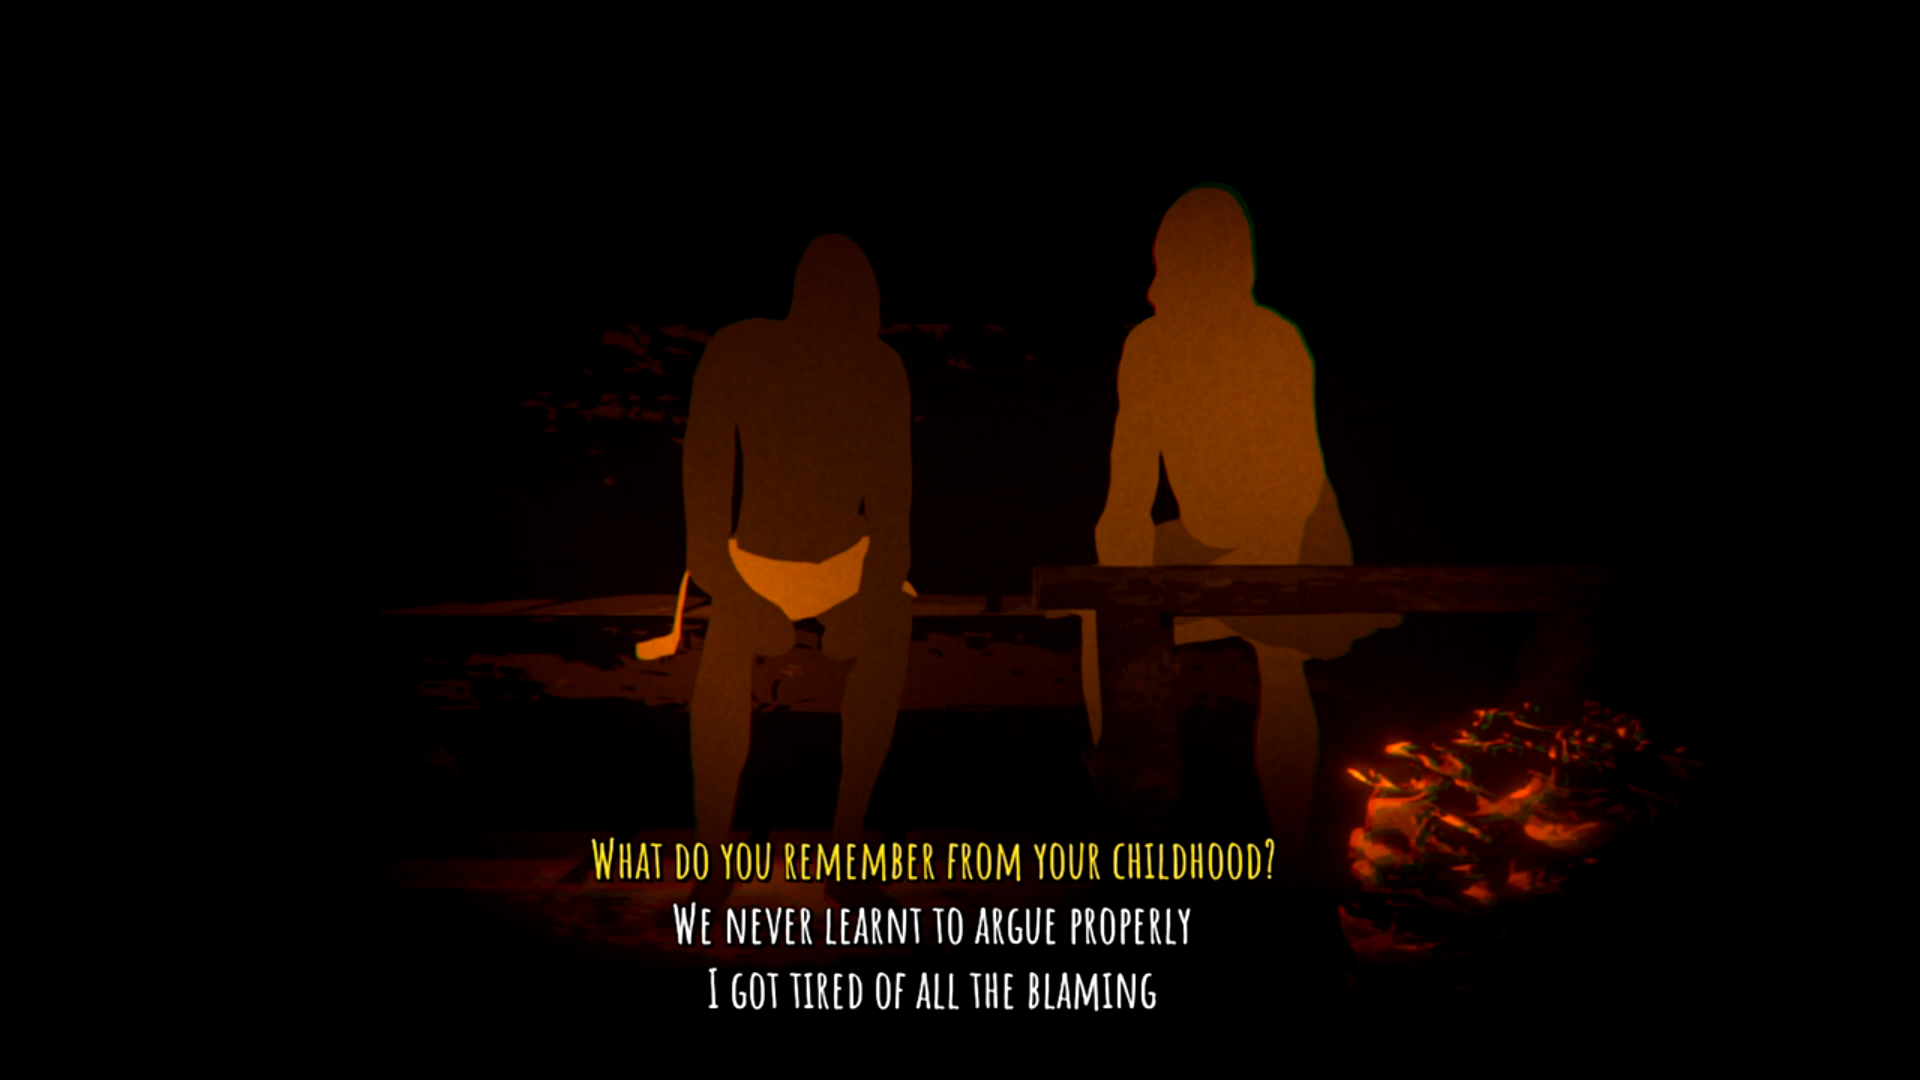 What do you remember from your childhood?
We never learnt to argue properly
I got tired of all the blaming